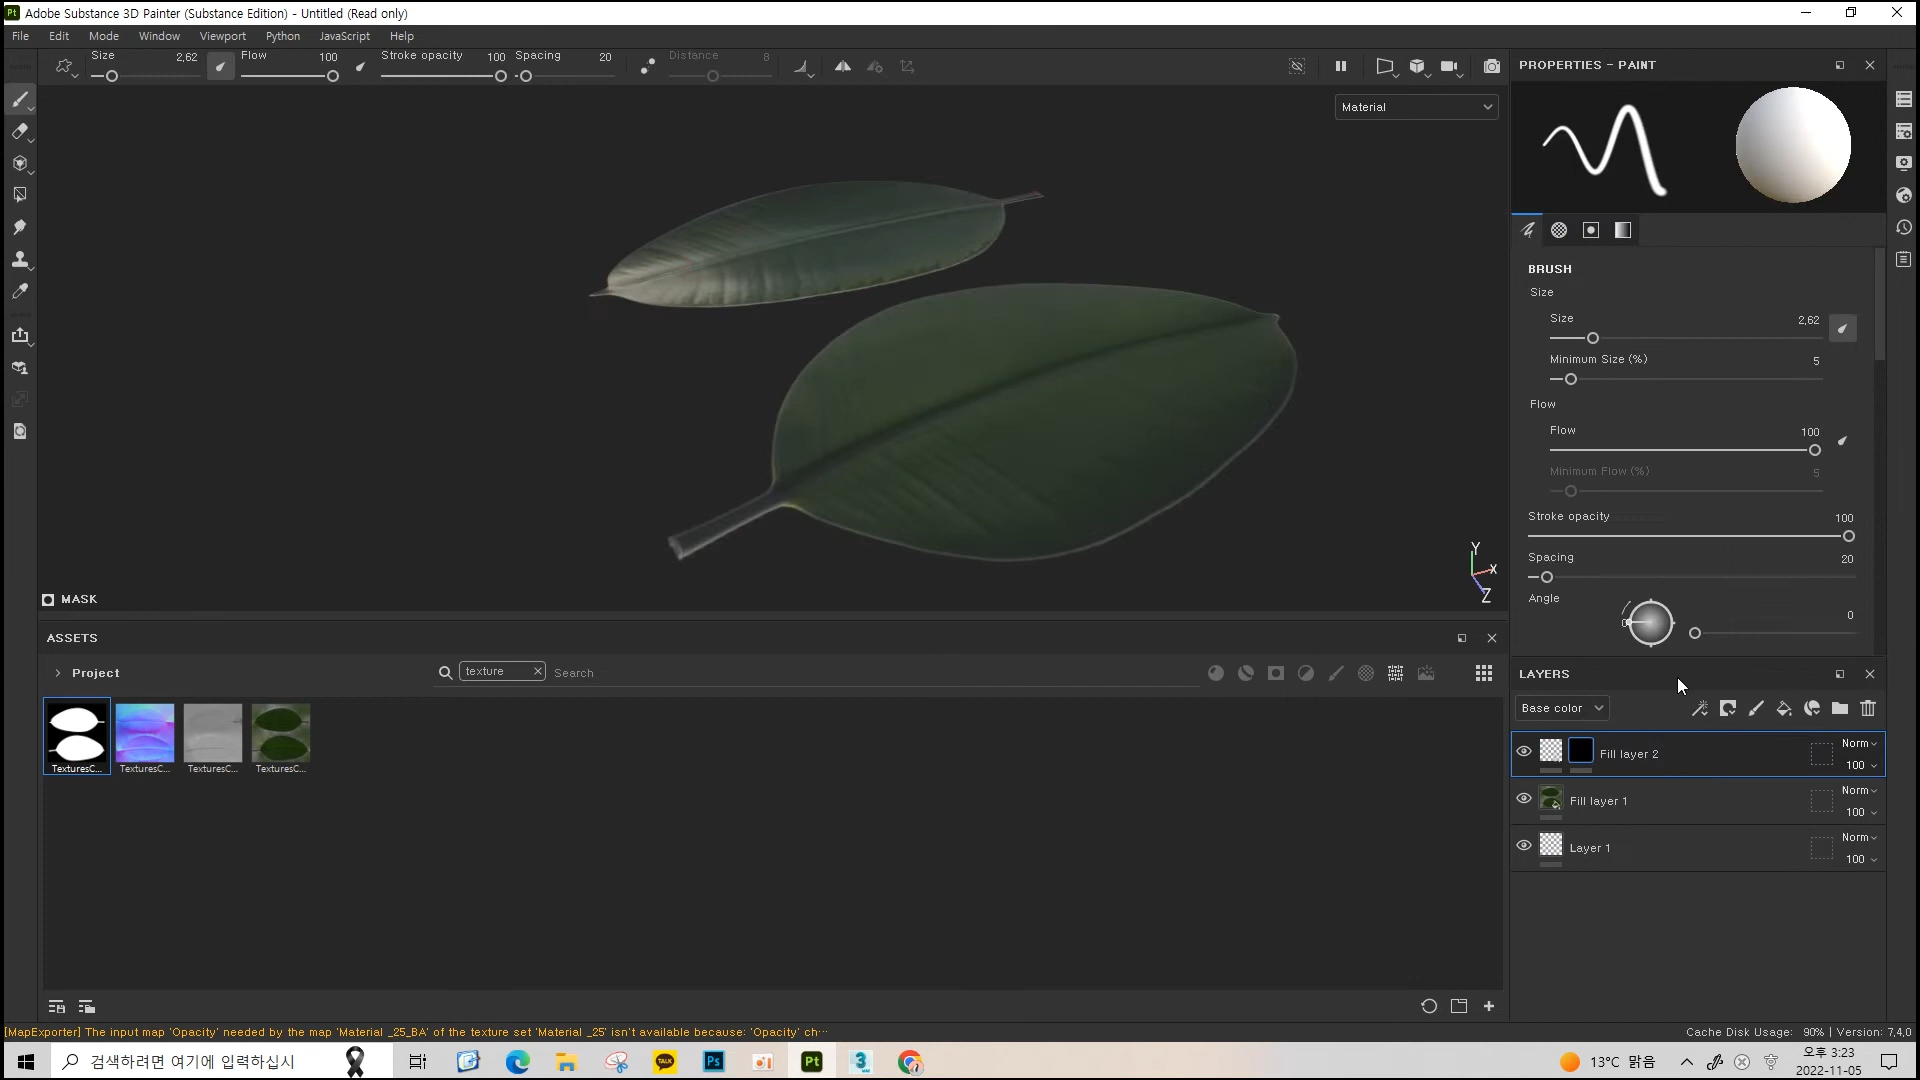 Pt Adobe Substance 3D Painter (Substance Edition) - Untitled (Read only)
File Edit Mode Window Viewport Python JavaScript Help
Size 2,62 Flow 100 Stroke opacity 100 Spacing 20 Distance 8
Material
Y
X
Z
MASK
PROPERTIES - PAINT
BRUSH
Size
Size 2,62
Minimum Size (%) 5
Flow
Flow 100
Minimum Flow (%) 5
Stroke opacity 100
Spacing 20
Angle 0
ASSETS
Project texture Search
TexturesC... TexturesC... TexturesC... TexturesC...
LAYERS
Base color
Fill layer 2 Norm 100
Fill layer 1 Norm 100
Layer 1 Norm 100
[MapExporter] The input map 'Opacity' needed by the map 'Material _25_BA' of the texture set 'Material _25' isn't available because: 'Opacity' ch...
Cache Disk Usage: 90% | Version: 7,4,0
검색하려면 여기에 입력하십시
TALK Ps Pt 3
13°C 맑음
오후 3:23
2022-11-05